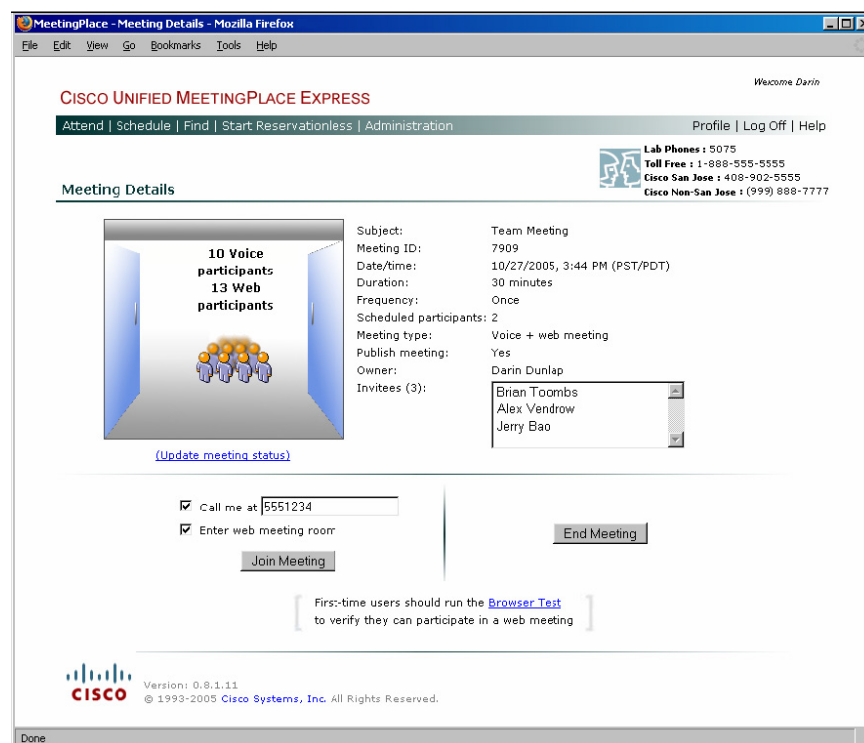 MeetingPlace - Meeting Details - Mozilla Firefox
File Edit View Go Bookmarks Tools Help
Welcome Darin
CISCO UNIFIED MEETINGPLACE EXPRESS
Attend | Schedule | Find | Start Reservationless | Administration Profile | Log Off | Help
Lab Phones : 5075
Toll Free : 1-888-555-5555
Cisco San Jose : 408-902-5555
Cisco Non-San Jose : (999) 888-7777
Meeting Details
10 Voice
participants
13 Web
participants
(Update meeting status)
Subject: Team Meeting
Meeting ID: 7909
Date/time: 10/27/2005, 3:44 PM (PST/PDT)
Duration: 30 minutes
Frequency: Once
Scheduled participants: 2
Meeting type: Voice + web meeting
Publish meeting: Yes
Owner: Darin Dunlap
Invitees (3): Brian Toombs
Alex Vendrow
Jerry Bao
Call me at 5551234
Enter web meeting room
Join Meeting
End Meeting
First-time users should run the Browser Test
to verify they can participate in a web meeting
CISCO
Version: 0.8.1.11
© 1993-2005 Cisco Systems, Inc. All Rights Reserved.
Done